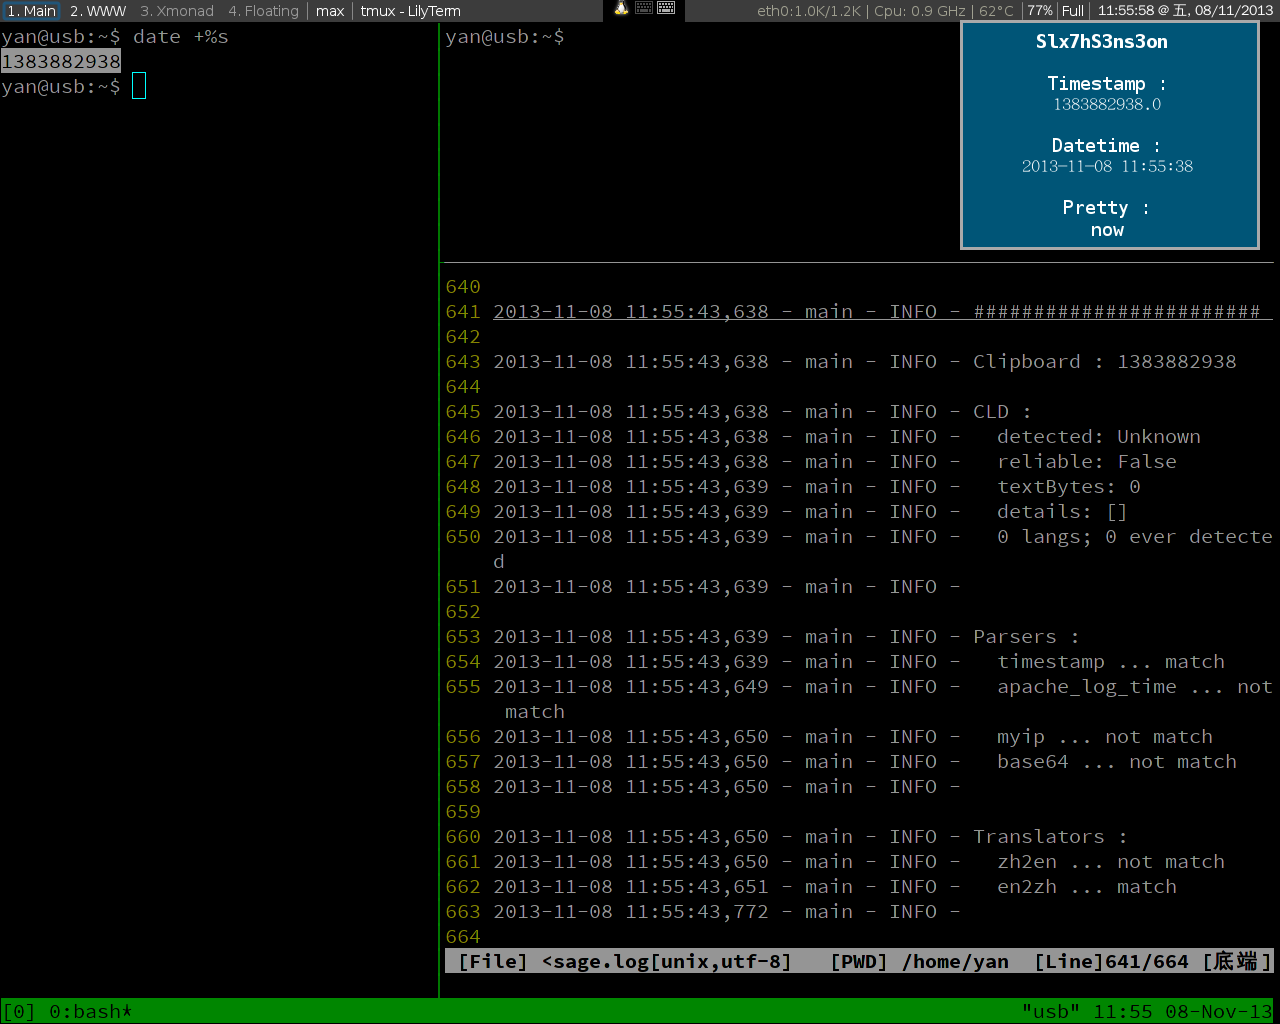 1. Main 2. WWW 3. Xmonad 4. Floating max tmux - LilyTerm eth0:1.0K/1.2K | Cpu: 0.9 GHz | 62°C 77% Full 11:55:58 @ 五, 08/11/2013
yan@usb:~$ date +%s
1383882938
yan@usb:~$
yan@usb:~$
Slx7hS3ns3on
Timestamp :
1383882938.0
Datetime :
2013-11-08 11:55:38
Pretty :
now
640
641 2013-11-08 11:55:43,638 - main - INFO - ########################
642
643 2013-11-08 11:55:43,638 - main - INFO - Clipboard : 1383882938
644
645 2013-11-08 11:55:43,638 - main - INFO - CLD :
646 2013-11-08 11:55:43,638 - main - INFO -   detected: Unknown
647 2013-11-08 11:55:43,638 - main - INFO -   reliable: False
648 2013-11-08 11:55:43,639 - main - INFO -   textBytes: 0
649 2013-11-08 11:55:43,639 - main - INFO -   details: []
650 2013-11-08 11:55:43,639 - main - INFO -   0 langs; 0 ever detecte
d
651 2013-11-08 11:55:43,639 - main - INFO -
652
653 2013-11-08 11:55:43,639 - main - INFO - Parsers :
654 2013-11-08 11:55:43,639 - main - INFO -   timestamp ... match
655 2013-11-08 11:55:43,649 - main - INFO -   apache_log_time ... not
match
656 2013-11-08 11:55:43,650 - main - INFO -   myip ... not match
657 2013-11-08 11:55:43,650 - main - INFO -   base64 ... not match
658 2013-11-08 11:55:43,650 - main - INFO -
659
660 2013-11-08 11:55:43,650 - main - INFO - Translators :
661 2013-11-08 11:55:43,650 - main - INFO -   zh2en ... not match
662 2013-11-08 11:55:43,651 - main - INFO -   en2zh ... match
663 2013-11-08 11:55:43,772 - main - INFO -
664
[File] <sage.log[unix,utf-8] [PWD] /home/yan [Line]641/664 [底端]
[0] 0:bash* "usb" 11:55 08-Nov-13